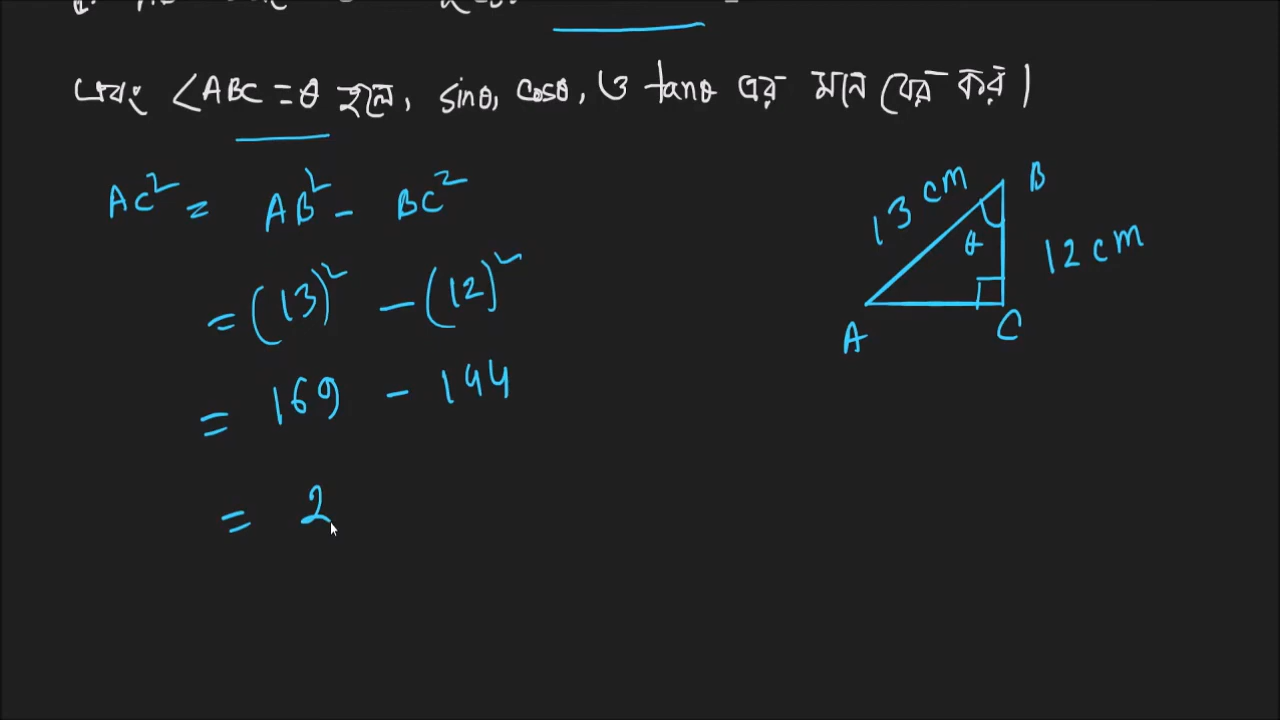 এবং ∠ABC = θ হলে, sinθ, cosθ, ও tanθ এর মান বের কর।
AC² = AB² - BC²
= (13)² - (12)²
= 169 - 144
= 2
13 cm
B
θ
12 cm
A
C